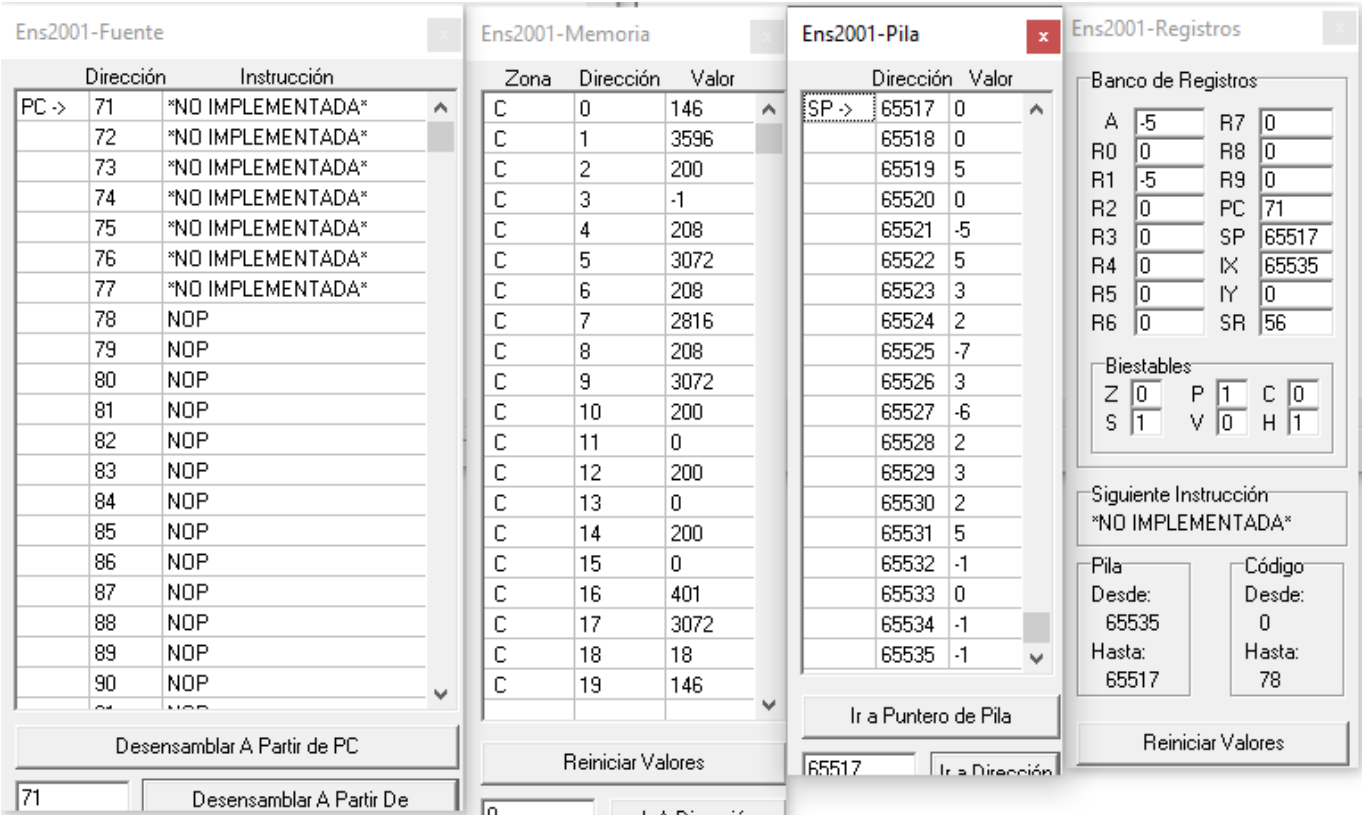 Ens2001-Fuente
x
Dirección Instrucción
PC -> 71 *NO IMPLEMENTADA*
72 *NO IMPLEMENTADA*
73 *NO IMPLEMENTADA*
74 *NO IMPLEMENTADA*
75 *NO IMPLEMENTADA*
76 *NO IMPLEMENTADA*
77 *NO IMPLEMENTADA*
78 NOP
79 NOP
80 NOP
81 NOP
82 NOP
83 NOP
84 NOP
85 NOP
86 NOP
87 NOP
88 NOP
89 NOP
90 NOP
Desensamblar A Partir de PC
71 Desensamblar A Partir De
Ens2001-Memoria
x
Zona Dirección Valor
C 0 146
C 1 3596
C 2 200
C 3 -1
C 4 208
C 5 3072
C 6 208
C 7 2816
C 8 208
C 9 3072
C 10 200
C 11 0
C 12 200
C 13 0
C 14 200
C 15 0
C 16 401
C 17 3072
C 18 18
C 19 146
Reiniciar Valores
Ens2001-Pila
x
Dirección Valor
SP -> 65517 0
65518 0
65519 5
65520 0
65521 -5
65522 5
65523 3
65524 2
65525 -7
65526 3
65527 -6
65528 2
65529 3
65530 2
65531 5
65532 -1
65533 0
65534 -1
65535 -1
Ir a Puntero de Pila
65517 Ir a Dirección
Ens2001-Registros
x
Banco de Registros
A -5 R7 0
R0 0 R8 0
R1 -5 R9 0
R2 0 PC 71
R3 0 SP 65517
R4 0 IX 65535
R5 0 IY 0
R6 0 SR 56
Biestables
Z 0 P 1 C 0
S 1 V 0 H 1
Siguiente Instrucción
*NO IMPLEMENTADA*
Pila Código
Desde: Desde:
65535 0
Hasta: Hasta:
65517 78
Reiniciar Valores